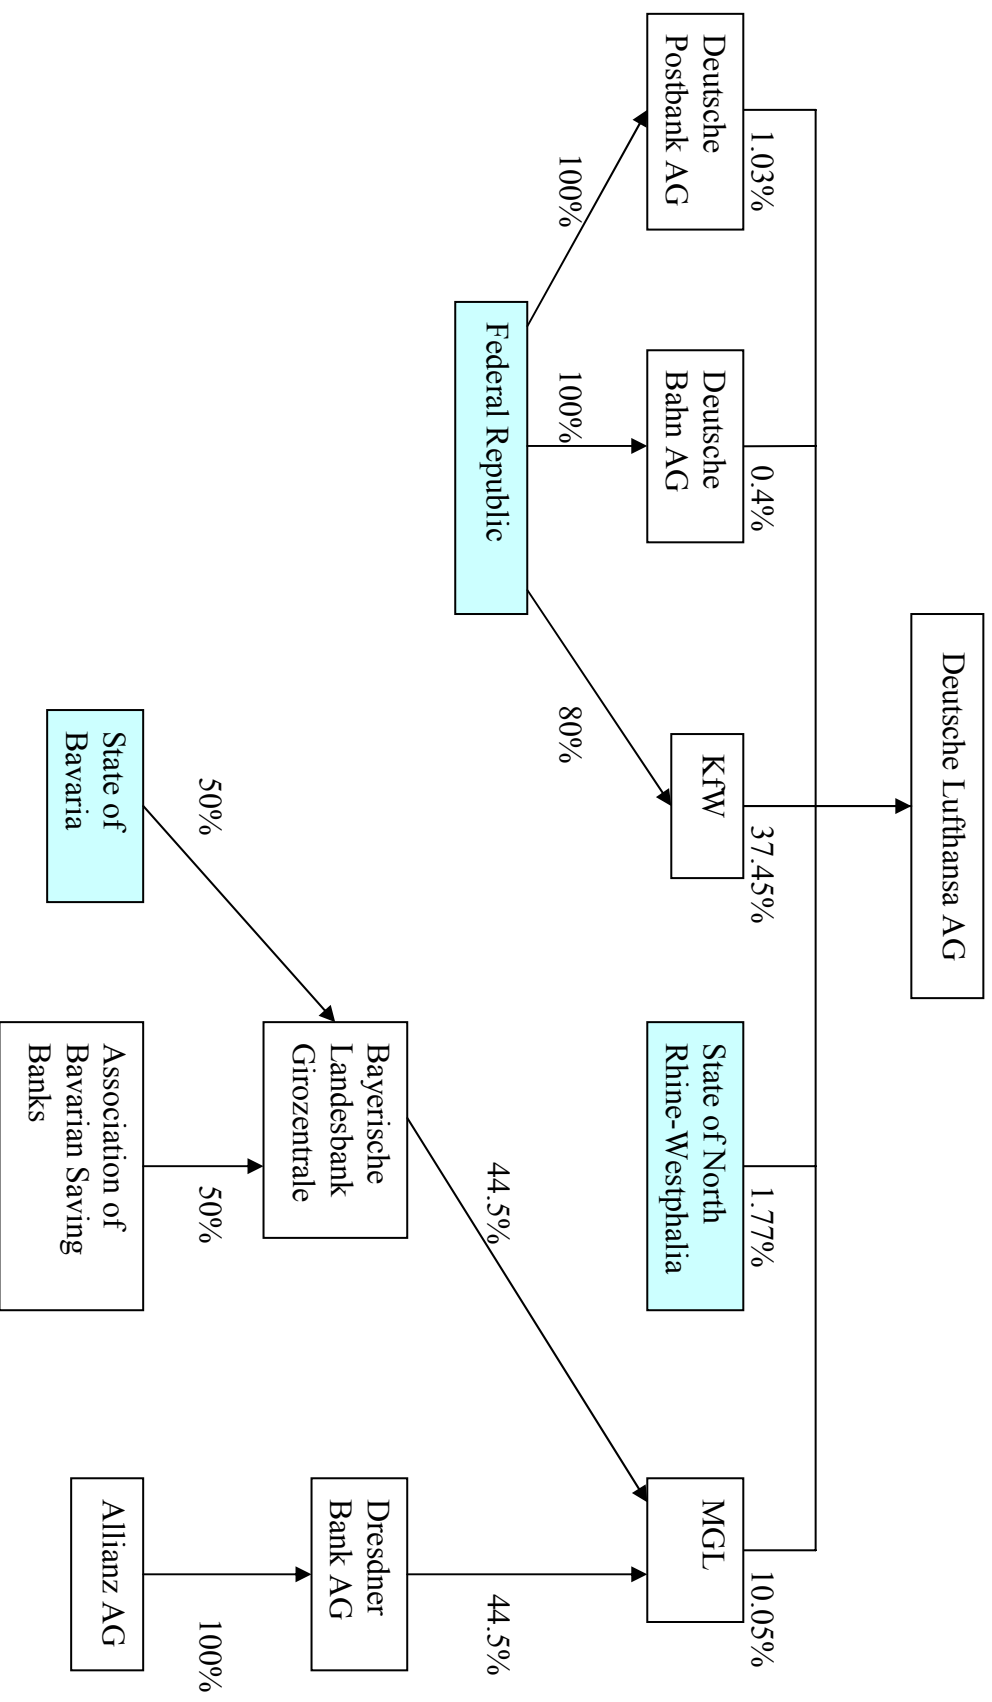 Deutsche Lufthansa AG
1.03%
0.4%
37.45%
1.77%
10.05%
Deutsche
Postbank AG
Deutsche
Bahn AG
KfW
State of North
Rhine-Westphalia
MGL
100%
100%
80%
44.5%
44.5%
Federal Republic
Bayerische
Landesbank
Girozentrale
Dresdner
Bank AG
50%
50%
100%
State of
Bavaria
Association of
Bavarian Saving
Banks
Allianz AG